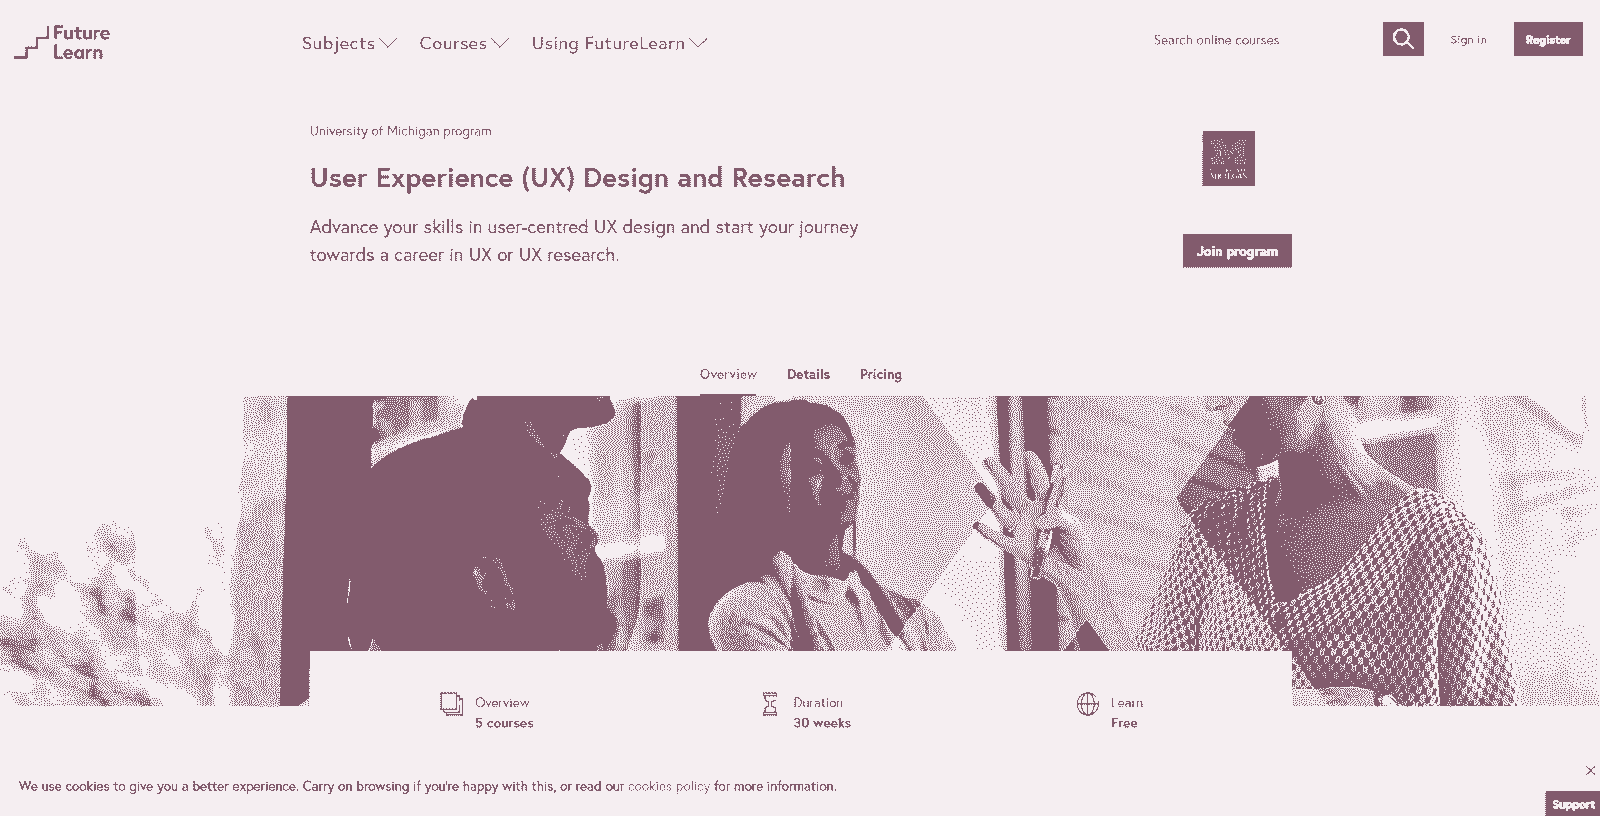 Future
Learn
Subjects
Courses
Using FutureLearn
Search online courses
Sign in
Register
University of Michigan program
User Experience (UX) Design and Research
Advance your skills in user-centred UX design and start your journey
towards a career in UX or UX research.
MICHIGAN
Join program
Overview
Details
Pricing
Overview
5 courses
Duration
30 weeks
Learn
Free
We use cookies to give you a better experience. Carry on browsing if you're happy with this, or read our cookies policy for more information.
Support